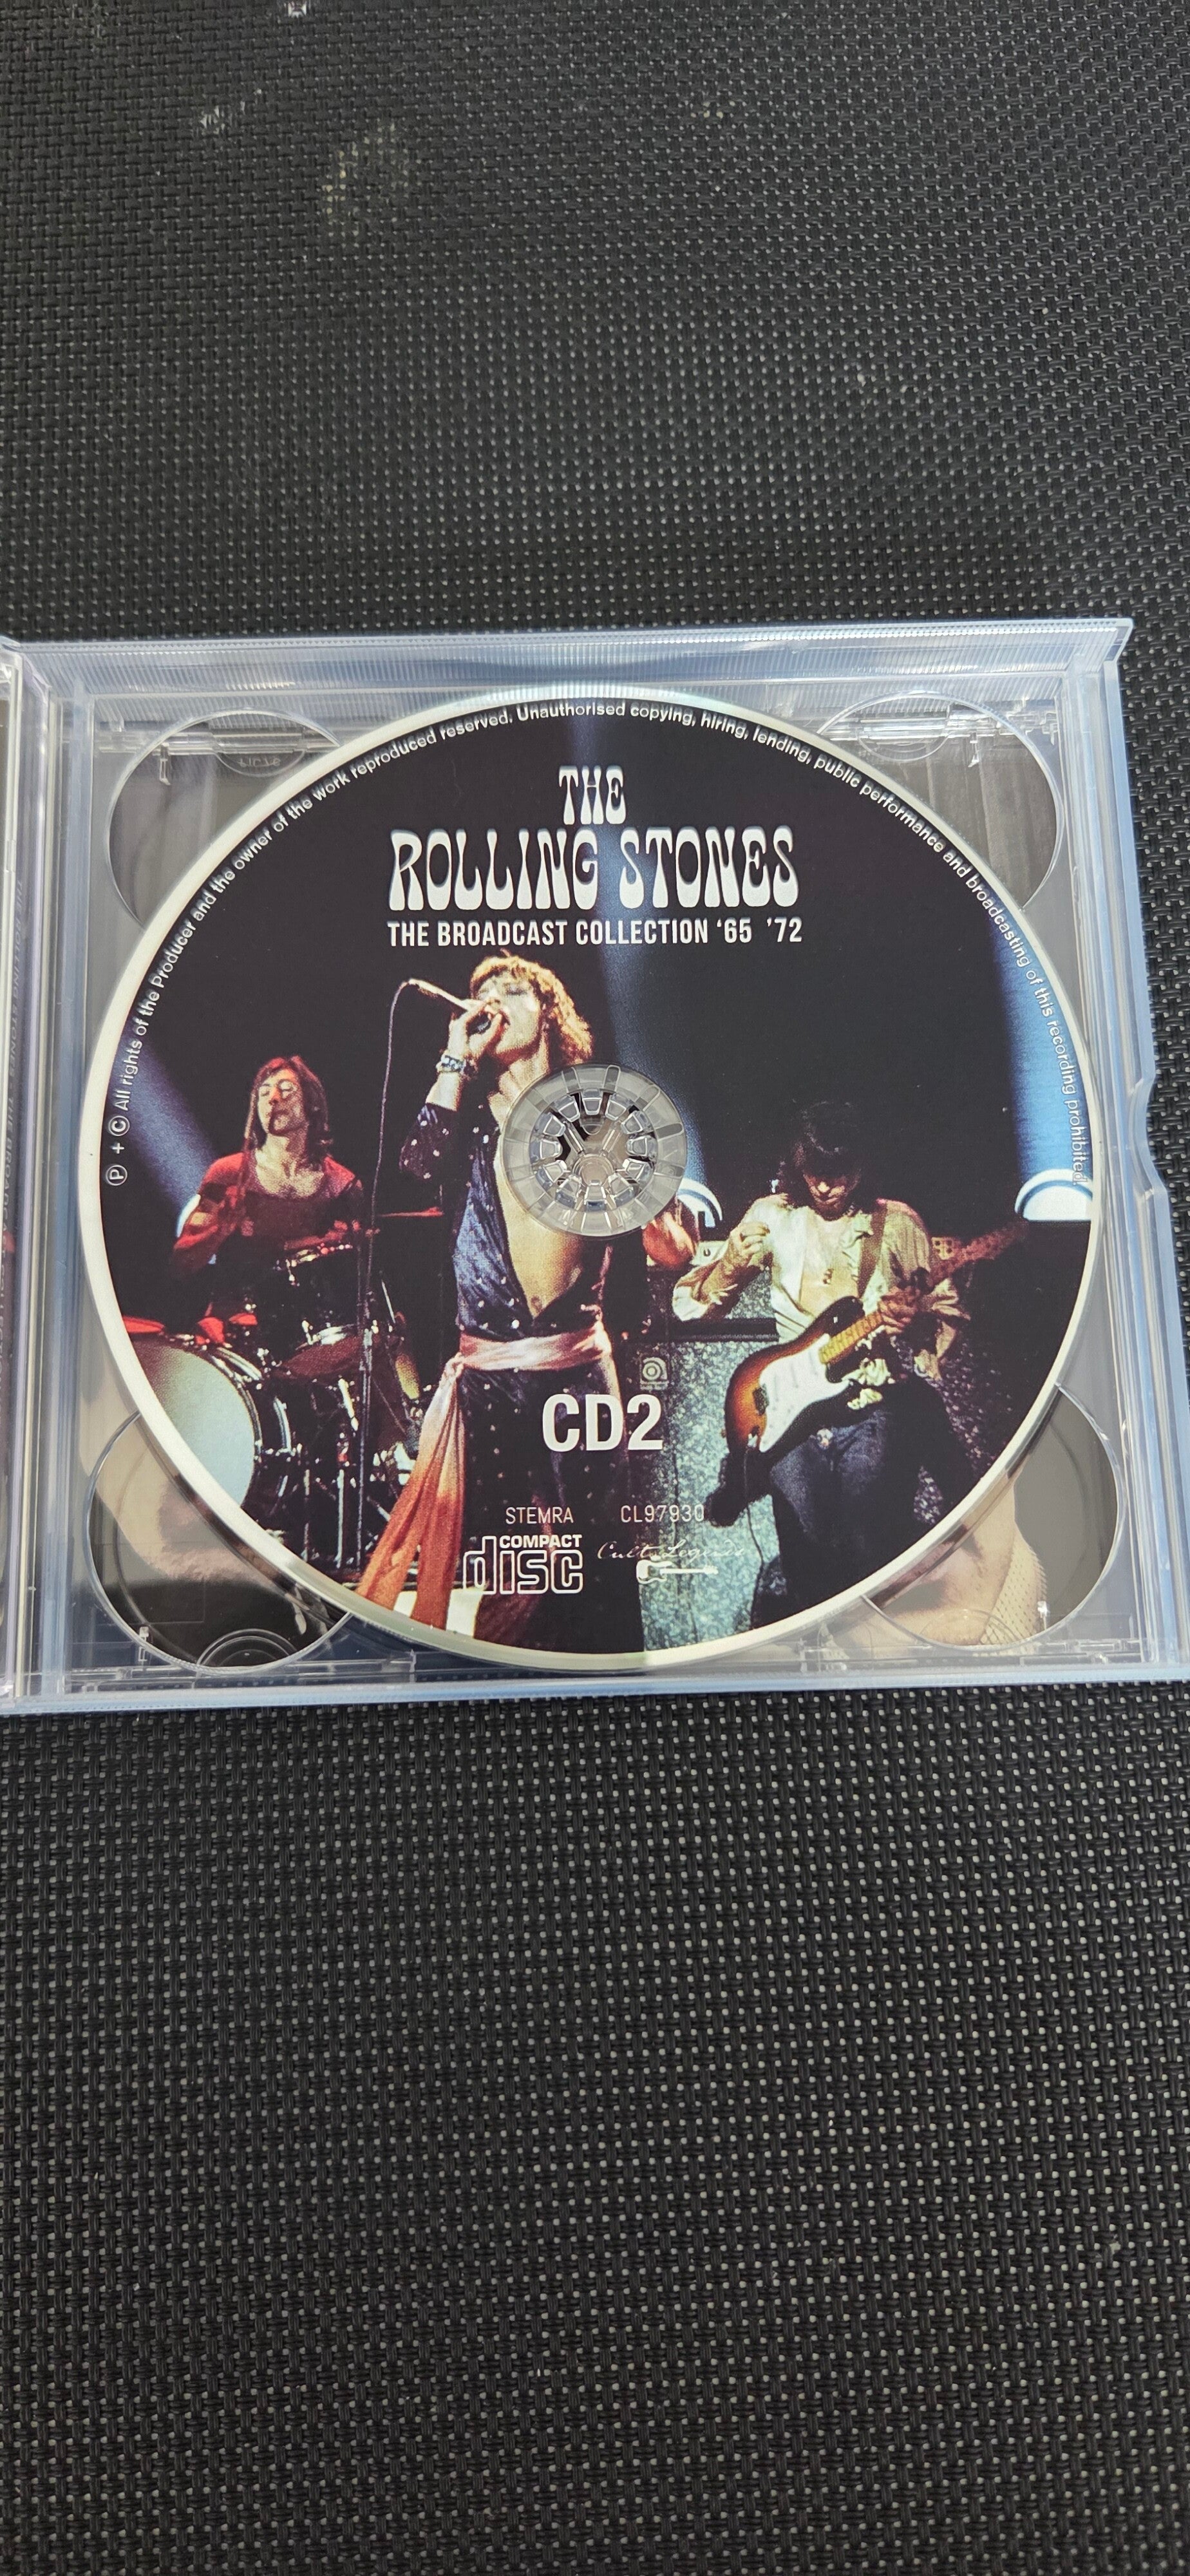 ℗ + © All rights of the Producer and the owner of the work reproduced reserved. Unauthorised copying, hiring, lending, public performance and broadcasting of this recording prohibited.
THE
ROLLING STONES
THE BROADCAST COLLECTION ‘65 ’72
CD2
STEMRA CL97930
COMPACT
disc
Cult Legends